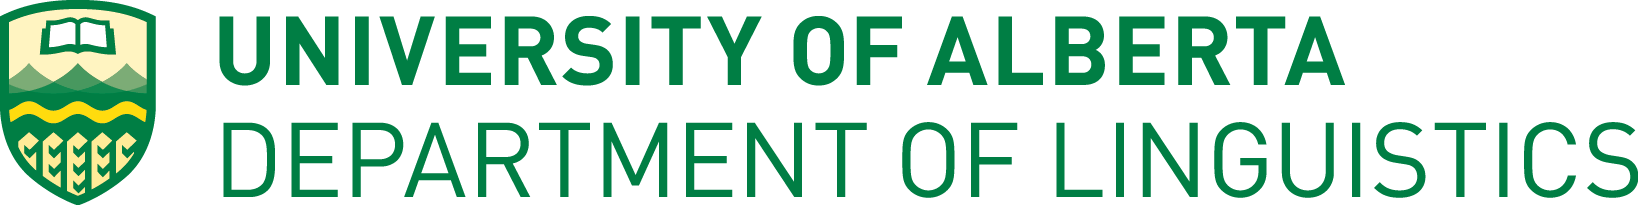 UNIVERSITY OF ALBERTA
DEPARTMENT OF LINGUISTICS